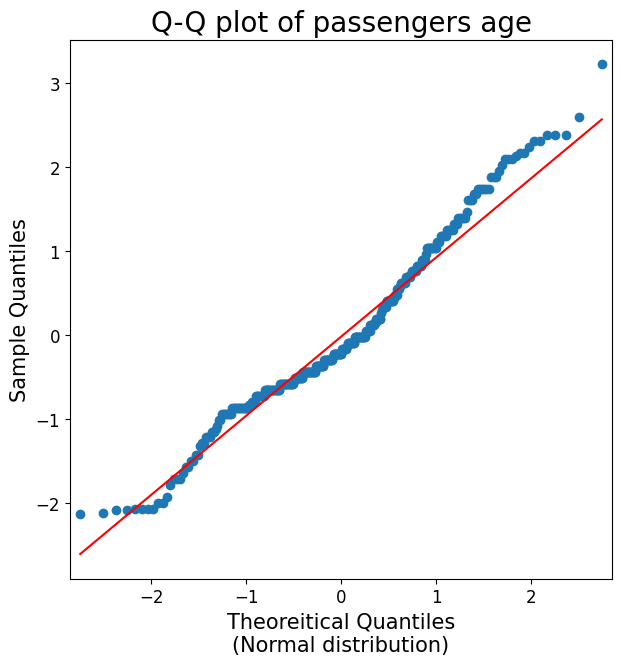 Q-Q plot of passengers age
3
2
1
0
−1
−2
Sample Quantiles
−2 −1 0 1 2
Theoreitical Quantiles
(Normal distribution)